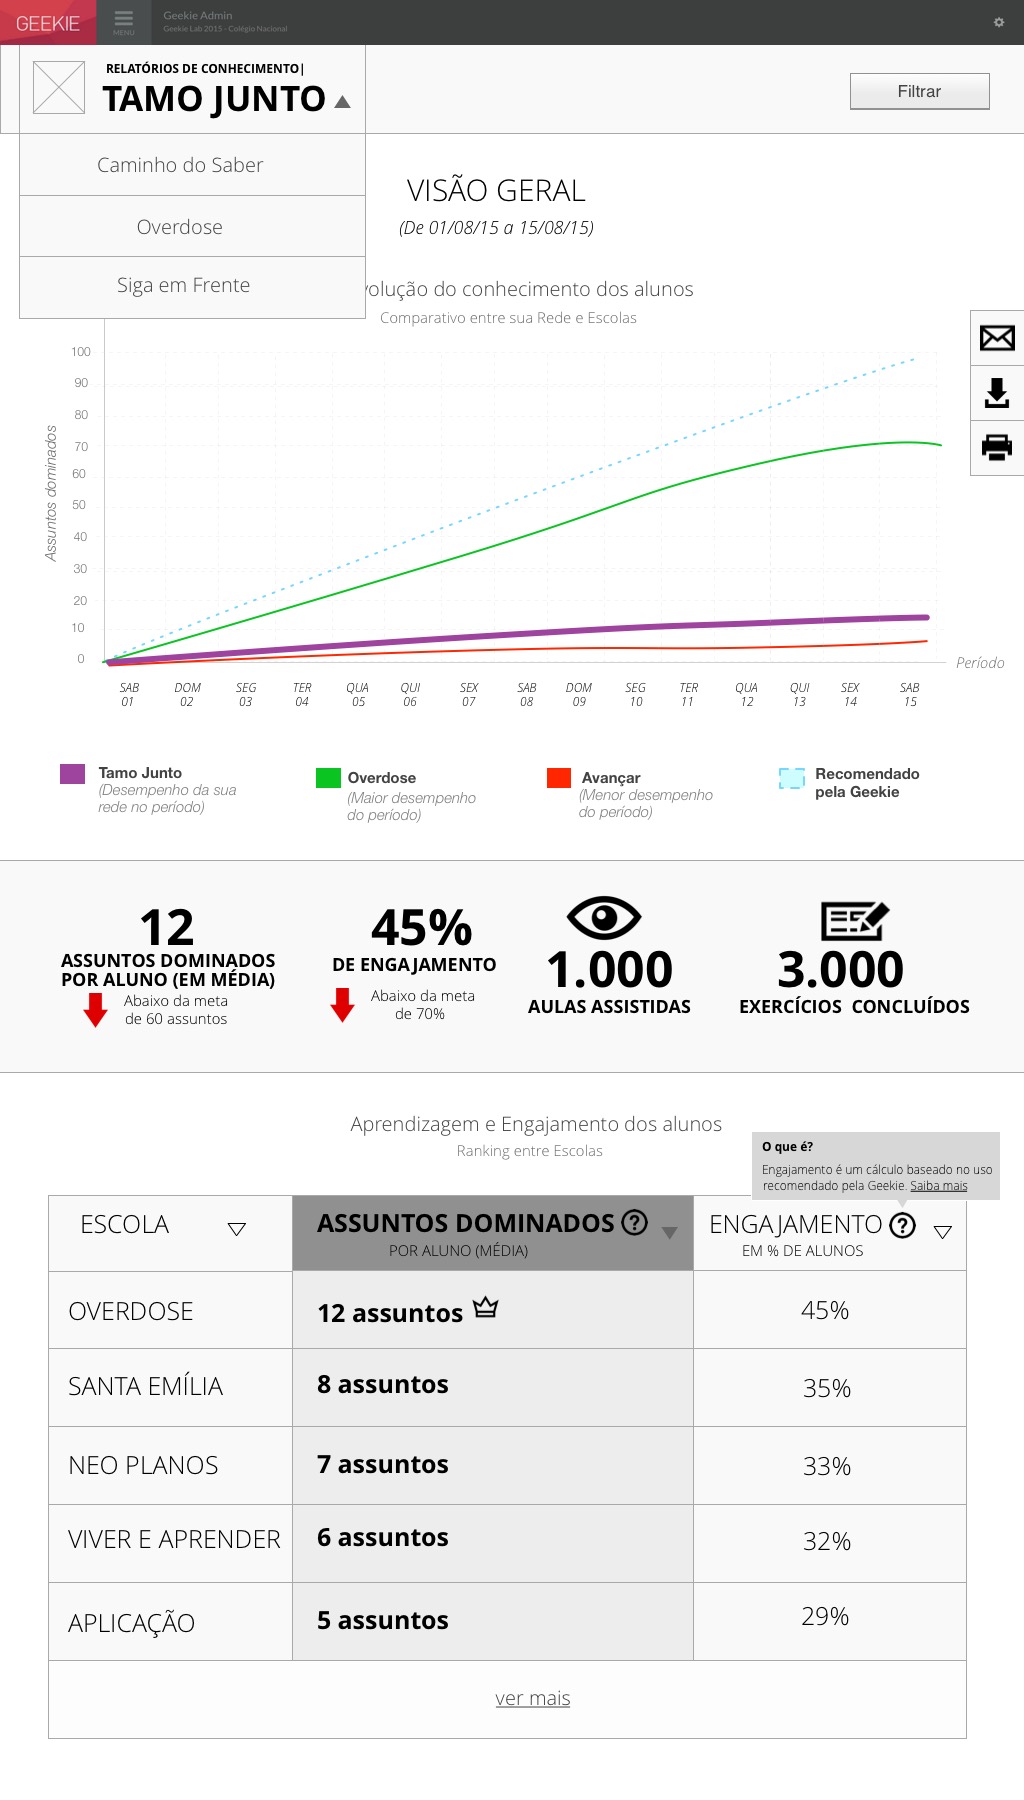 GEEKIE
MENU
Geekie Admin
Geekie Lab 2015 - Colégio Nacional
RELATÓRIOS DE CONHECIMENTO|
TAMO JUNTO
Filtrar
Caminho do Saber
Overdose
Siga em Frente
VISÃO GERAL
(De 01/08/15 a 15/08/15)
volução do conhecimento dos alunos
Comparativo entre sua Rede e Escolas
Assuntos dominados
100
90
80
70
60
50
40
30
20
10
0
Período
SAB DOM SEG TER QUA QUI SEX SAB DOM SEG TER QUA QUI SEX SAB
01 02 03 04 05 06 07 08 09 10 11 12 13 14 15
Tamo Junto
(Desempenho da sua
rede no período)
Overdose
(Maior desempenho
do período)
Avançar
(Menor desempenho
do período)
Recomendado
pela Geekie
12
ASSUNTOS DOMINADOS
POR ALUNO (EM MÉDIA)
Abaixo da meta
de 60 assuntos
45%
DE ENGAJAMENTO
Abaixo da meta
de 70%
1.000
AULAS ASSISTIDAS
3.000
EXERCÍCIOS CONCLUÍDOS
Aprendizagem e Engajamento dos alunos
Ranking entre Escolas
O que é?
Engajamento é um cálculo baseado no uso
recomendado pela Geekie. Saiba mais
ESCOLA
ASSUNTOS DOMINADOS ?
POR ALUNO (MÉDIA)
ENGAJAMENTO ?
EM % DE ALUNOS
OVERDOSE 12 assuntos 45%
SANTA EMÍLIA 8 assuntos 35%
NEO PLANOS 7 assuntos 33%
VIVER E APRENDER 6 assuntos 32%
APLICAÇÃO 5 assuntos 29%
ver mais